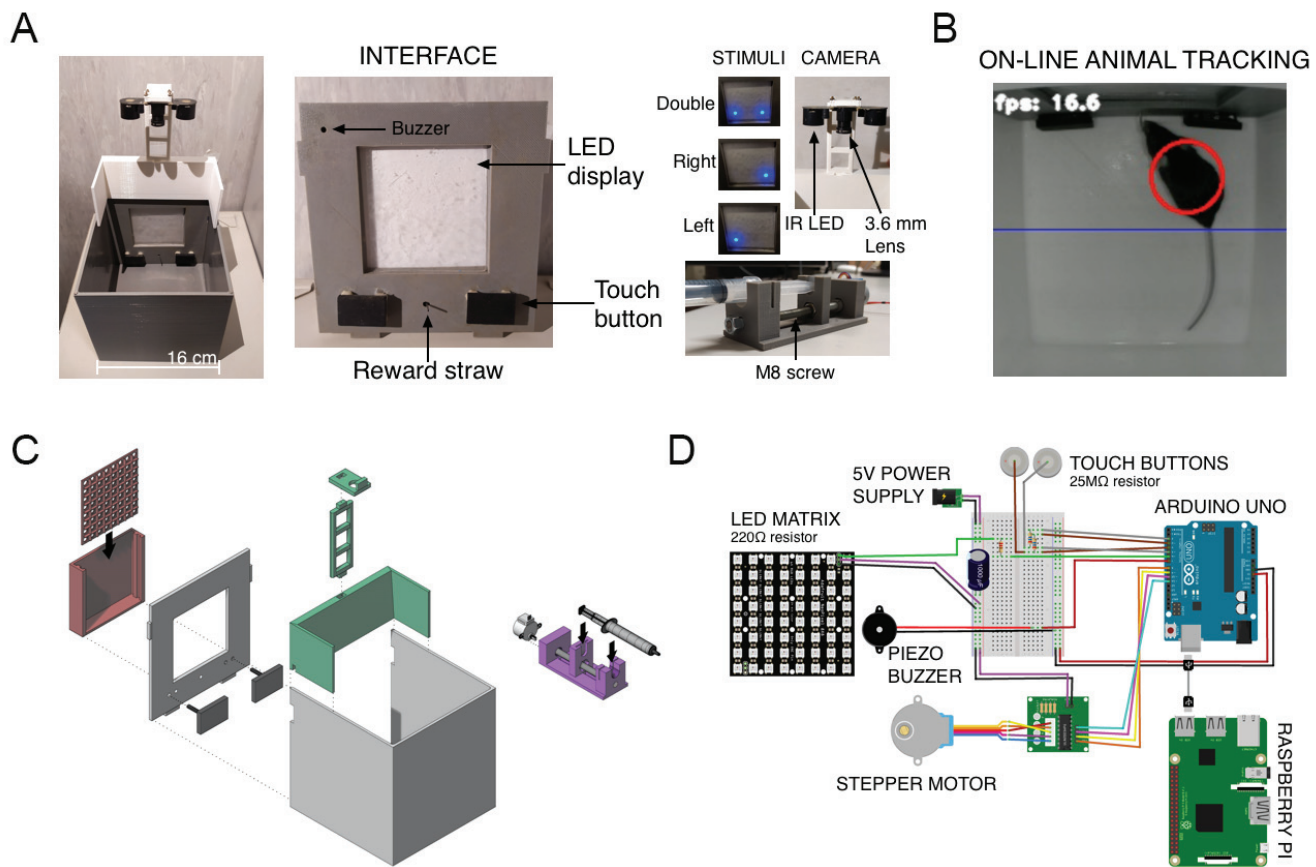 A
INTERFACE
Buzzer
LED
display
Touch
button
Reward straw
16 cm
STIMULI
CAMERA
Double
Right
Left
IR LED
3.6 mm
Lens
M8 screw
B
ON-LINE ANIMAL TRACKING
fps: 16.6
C
D
5V POWER
SUPPLY
TOUCH BUTTONS
25MΩ resistor
ARDUINO UNO
LED MATRIX
220Ω resistor
PIEZO
BUZZER
STEPPER MOTOR
RASPBERRY PI